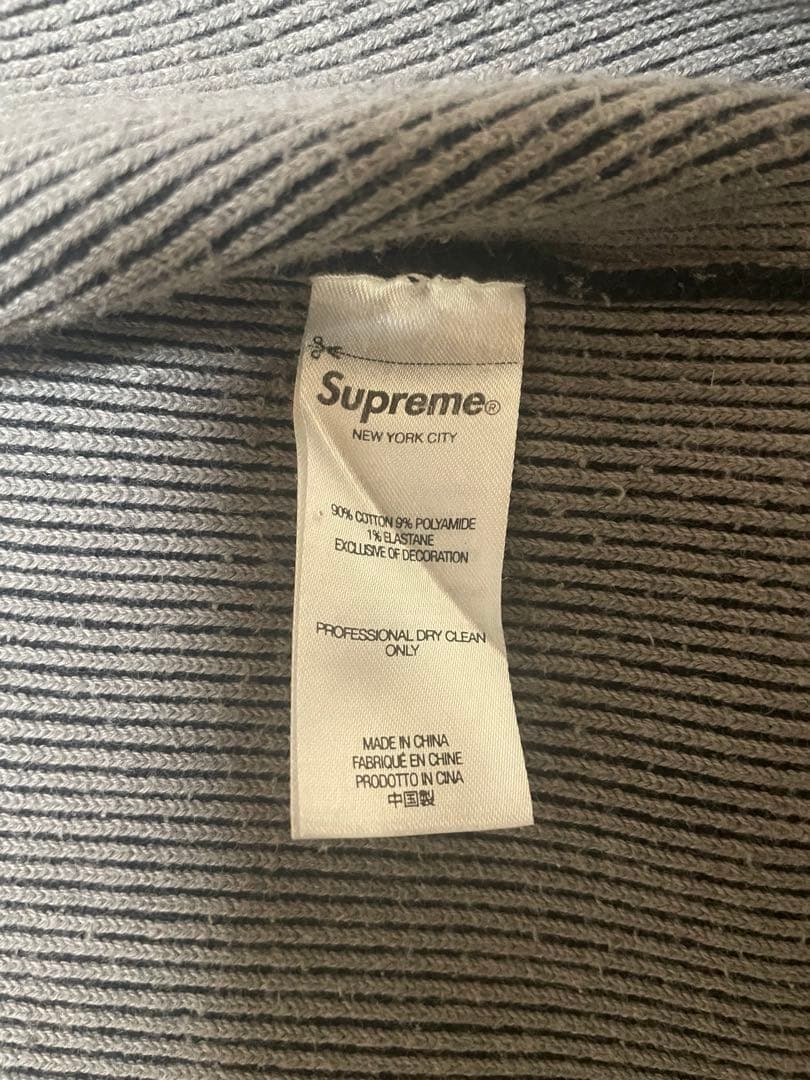 Supreme®
NEW YORK CITY
90% COTTON 9% POLYAMIDE
1% ELASTANE
EXCLUSIVE OF DECORATION
PROFESSIONAL DRY CLEAN
ONLY
MADE IN CHINA
FABRIQUÉ EN CHINE
PRODOTTO IN CINA
中国製